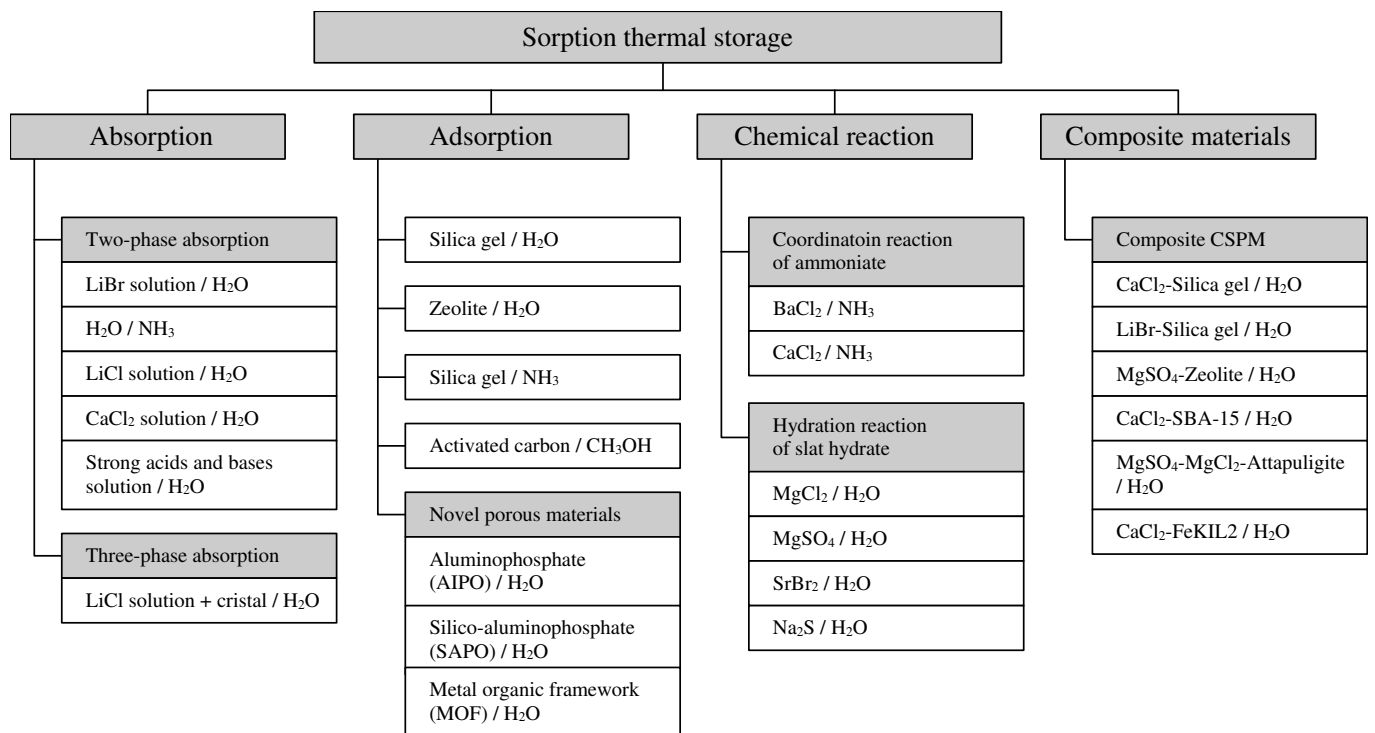 Sorption thermal storage
Absorption
Two-phase absorption
LiBr solution / H₂O
H₂O / NH₃
LiCl solution / H₂O
CaCl₂ solution / H₂O
Strong acids and bases
solution / H₂O
Three-phase absorption
LiCl solution + cristal / H₂O
Adsorption
Silica gel / H₂O
Zeolite / H₂O
Silica gel / NH₃
Activated carbon / CH₃OH
Novel porous materials
Aluminophosphate
(AIPO) / H₂O
Silico-aluminophosphate
(SAPO) / H₂O
Metal organic framework
(MOF) / H₂O
Chemical reaction
Coordinatoin reaction
of ammoniate
BaCl₂ / NH₃
CaCl₂ / NH₃
Hydration reaction
of slat hydrate
MgCl₂ / H₂O
MgSO₄ / H₂O
SrBr₂ / H₂O
Na₂S / H₂O
Composite materials
Composite CSPM
CaCl₂-Silica gel / H₂O
LiBr-Silica gel / H₂O
MgSO₄-Zeolite / H₂O
CaCl₂-SBA-15 / H₂O
MgSO₄-MgCl₂-Attapuligite
/ H₂O
CaCl₂-FeKIL2 / H₂O